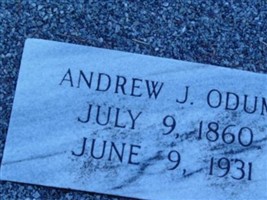 ANDREW J. ODUM
JULY 9, 1860
JUNE 9, 1931